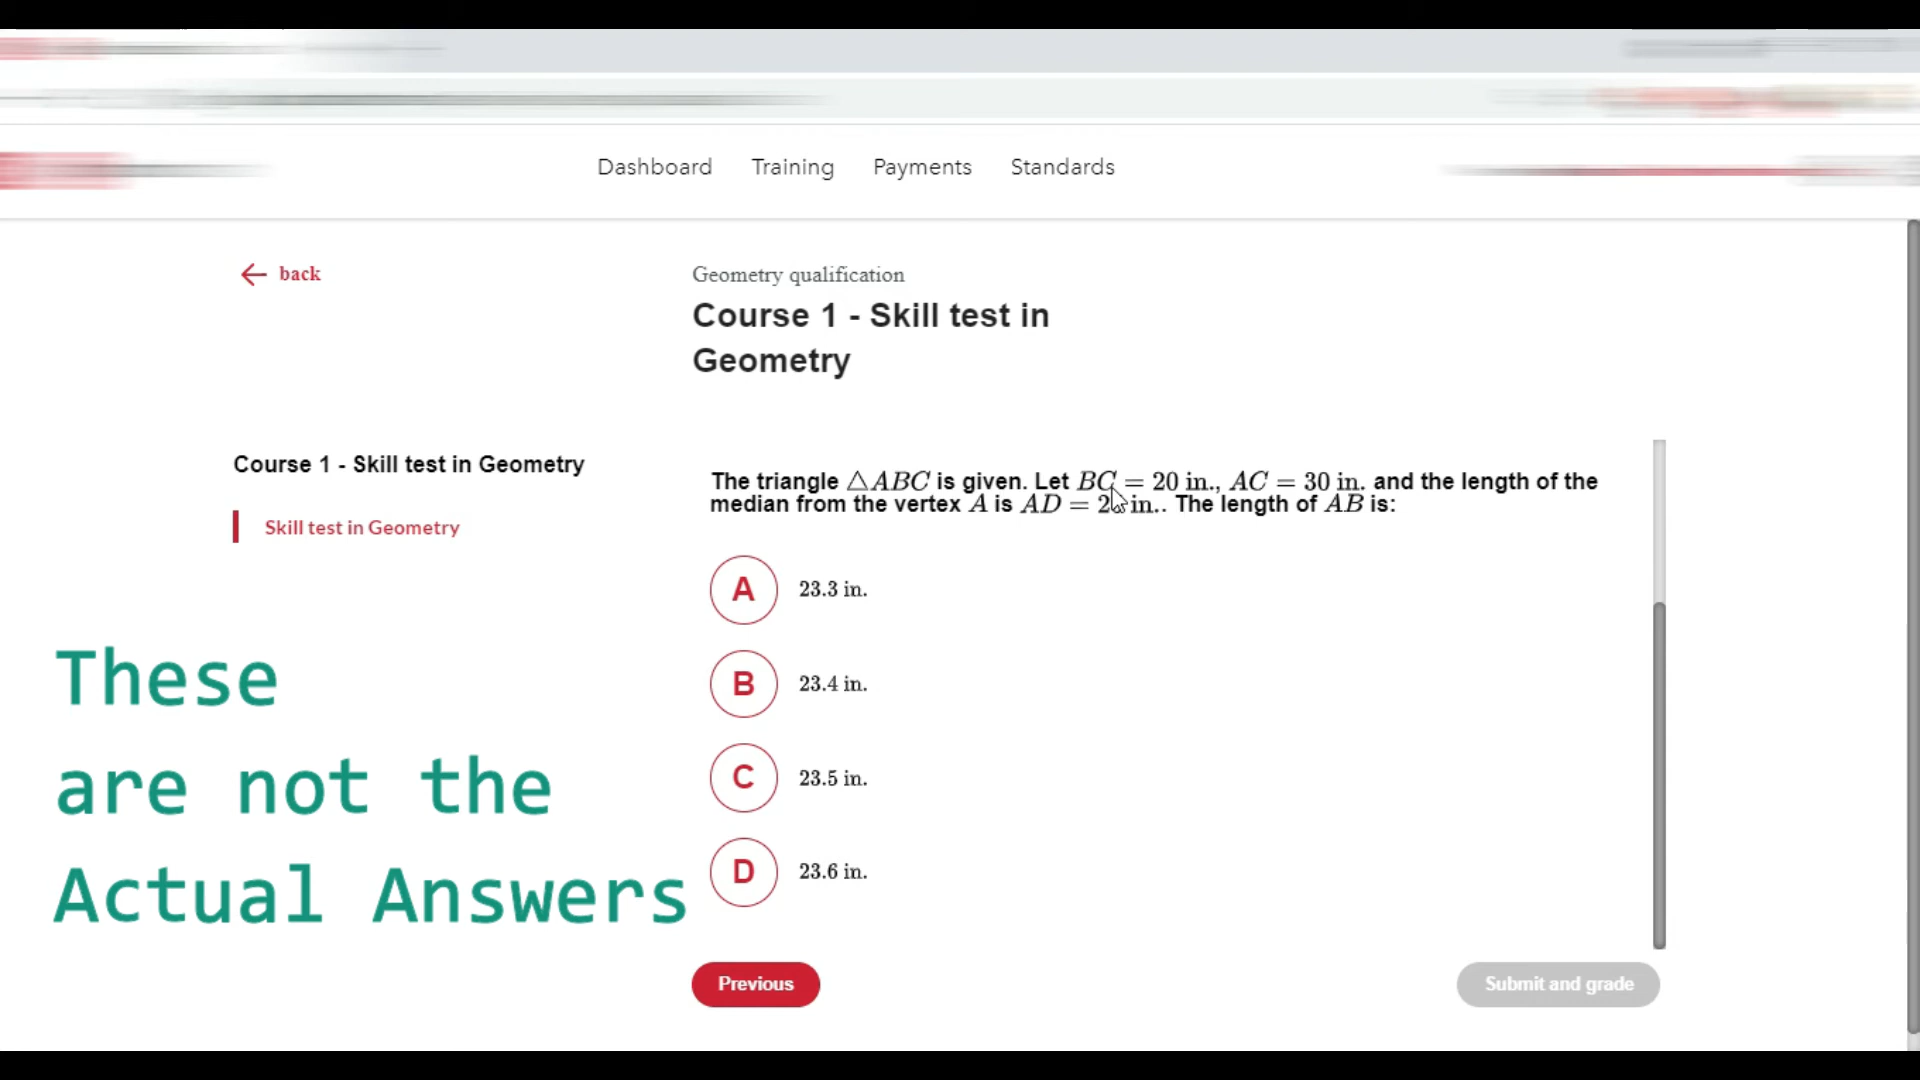 Dashboard Training Payments Standards
back
Geometry qualification
Course 1 - Skill test in
Geometry
Course 1 - Skill test in Geometry
Skill test in Geometry
The triangle △ABC is given. Let BC = 20 in., AC = 30 in. and the length of the
median from the vertex A is AD = in.. The length of AB is:
A 23.3 in.
B 23.4 in.
C 23.5 in.
D 23.6 in.
These
are not the
Actual Answers
Previous
Submit and grade